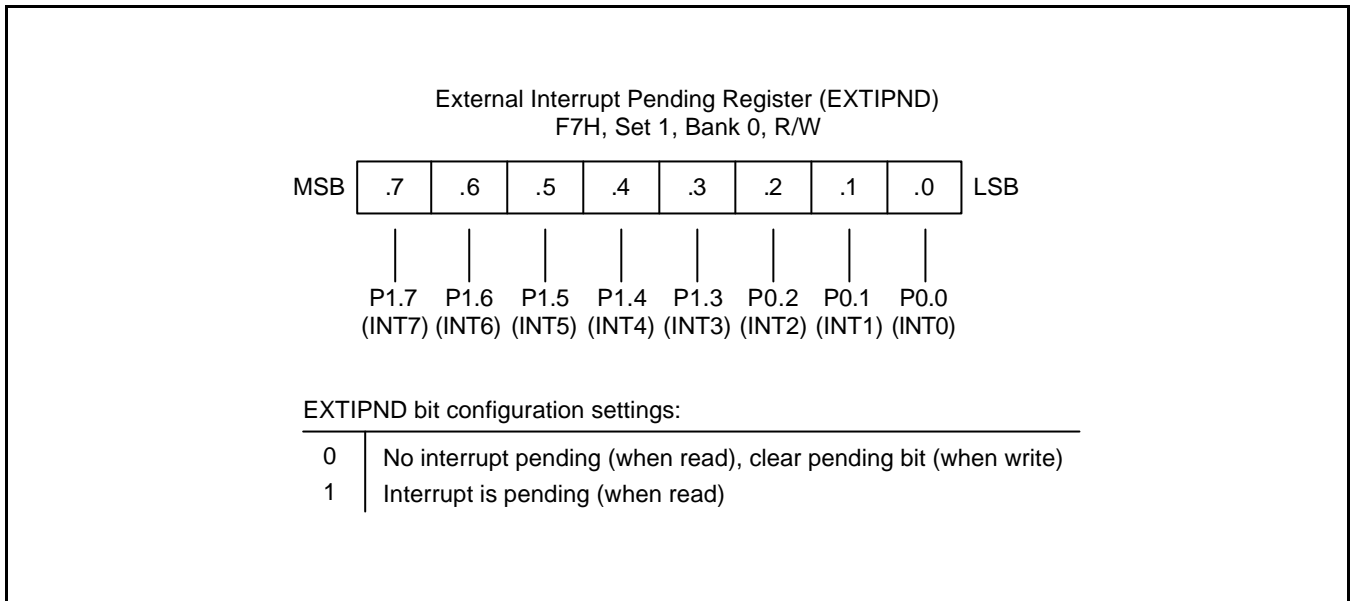 External Interrupt Pending Register (EXTIPND)
F7H, Set 1, Bank 0, R/W
MSB .7 .6 .5 .4 .3 .2 .1 .0 LSB
P1.7 P1.6 P1.5 P1.4 P1.3 P0.2 P0.1 P0.0
(INT7) (INT6) (INT5) (INT4) (INT3) (INT2) (INT1) (INT0)
EXTIPND bit configuration settings:
0 No interrupt pending (when read), clear pending bit (when write)
1 Interrupt is pending (when read)